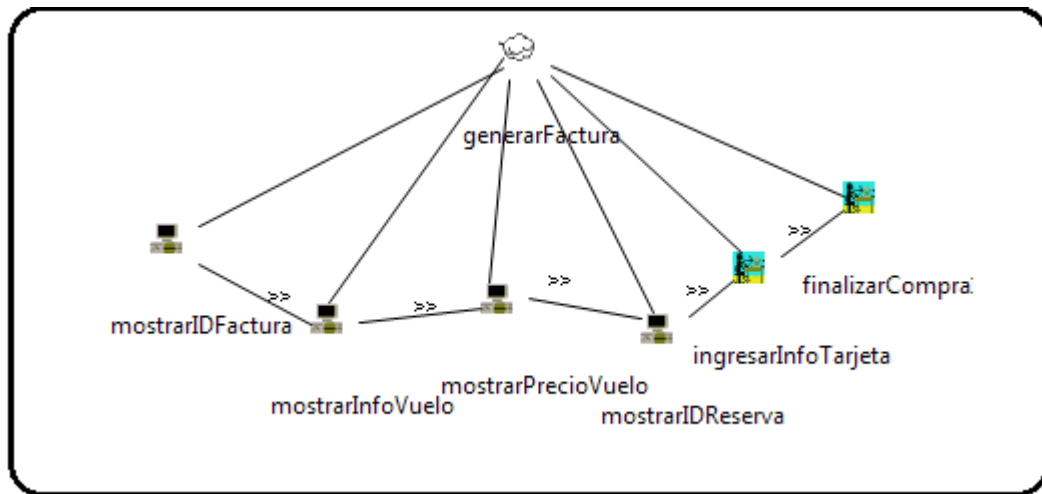 generarFactura
>>
finalizarCompra
>>
>>
>>
>>
mostrarIDFactura
ingresarInfoTarjeta
mostrarPrecioVuelo
mostrarInfoVuelo
mostrarIDReserva